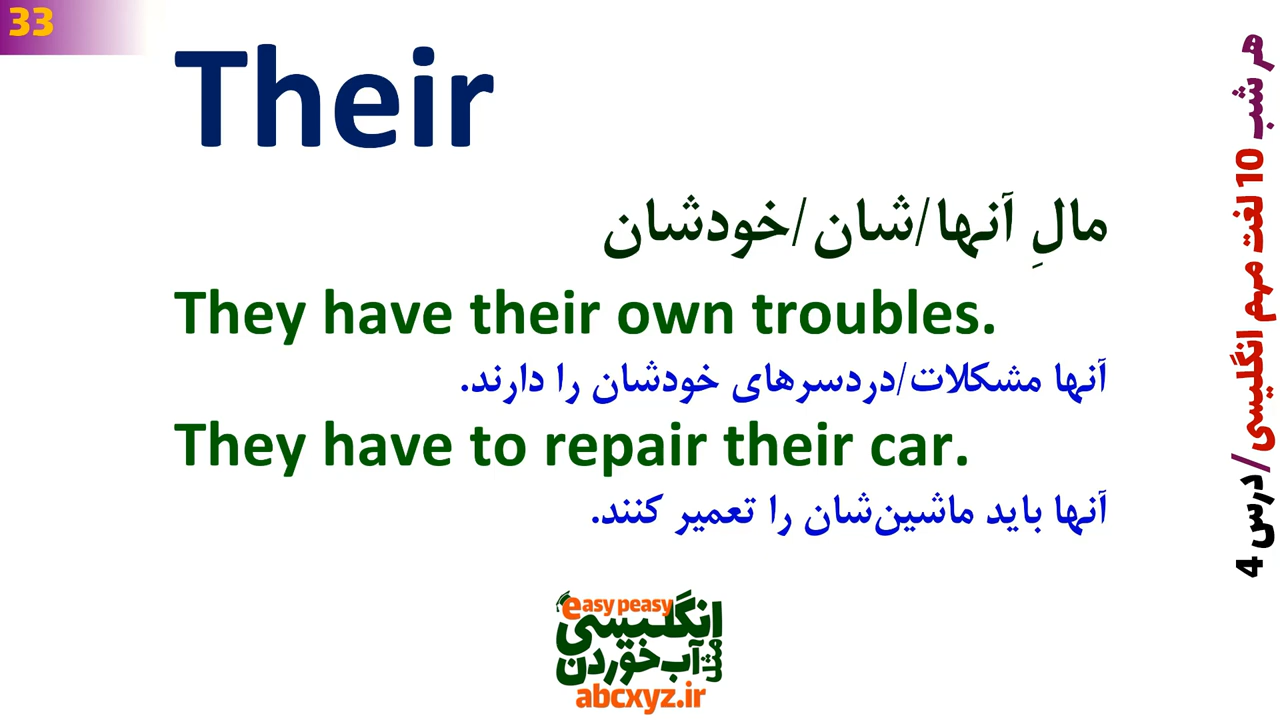 33
Their
مالِ آنها/شان/خودشان
They have their own troubles.
آنها مشکلات/دردسرهای خودشان را دارند.
They have to repair their car.
آنها باید ماشین‌شان را تعمیر کنند.
هر شب 10 لغت مهم انگلیسی/درس 4
easy peasy
انگلیسی
مثل آب خوردن
abcxyz.ir